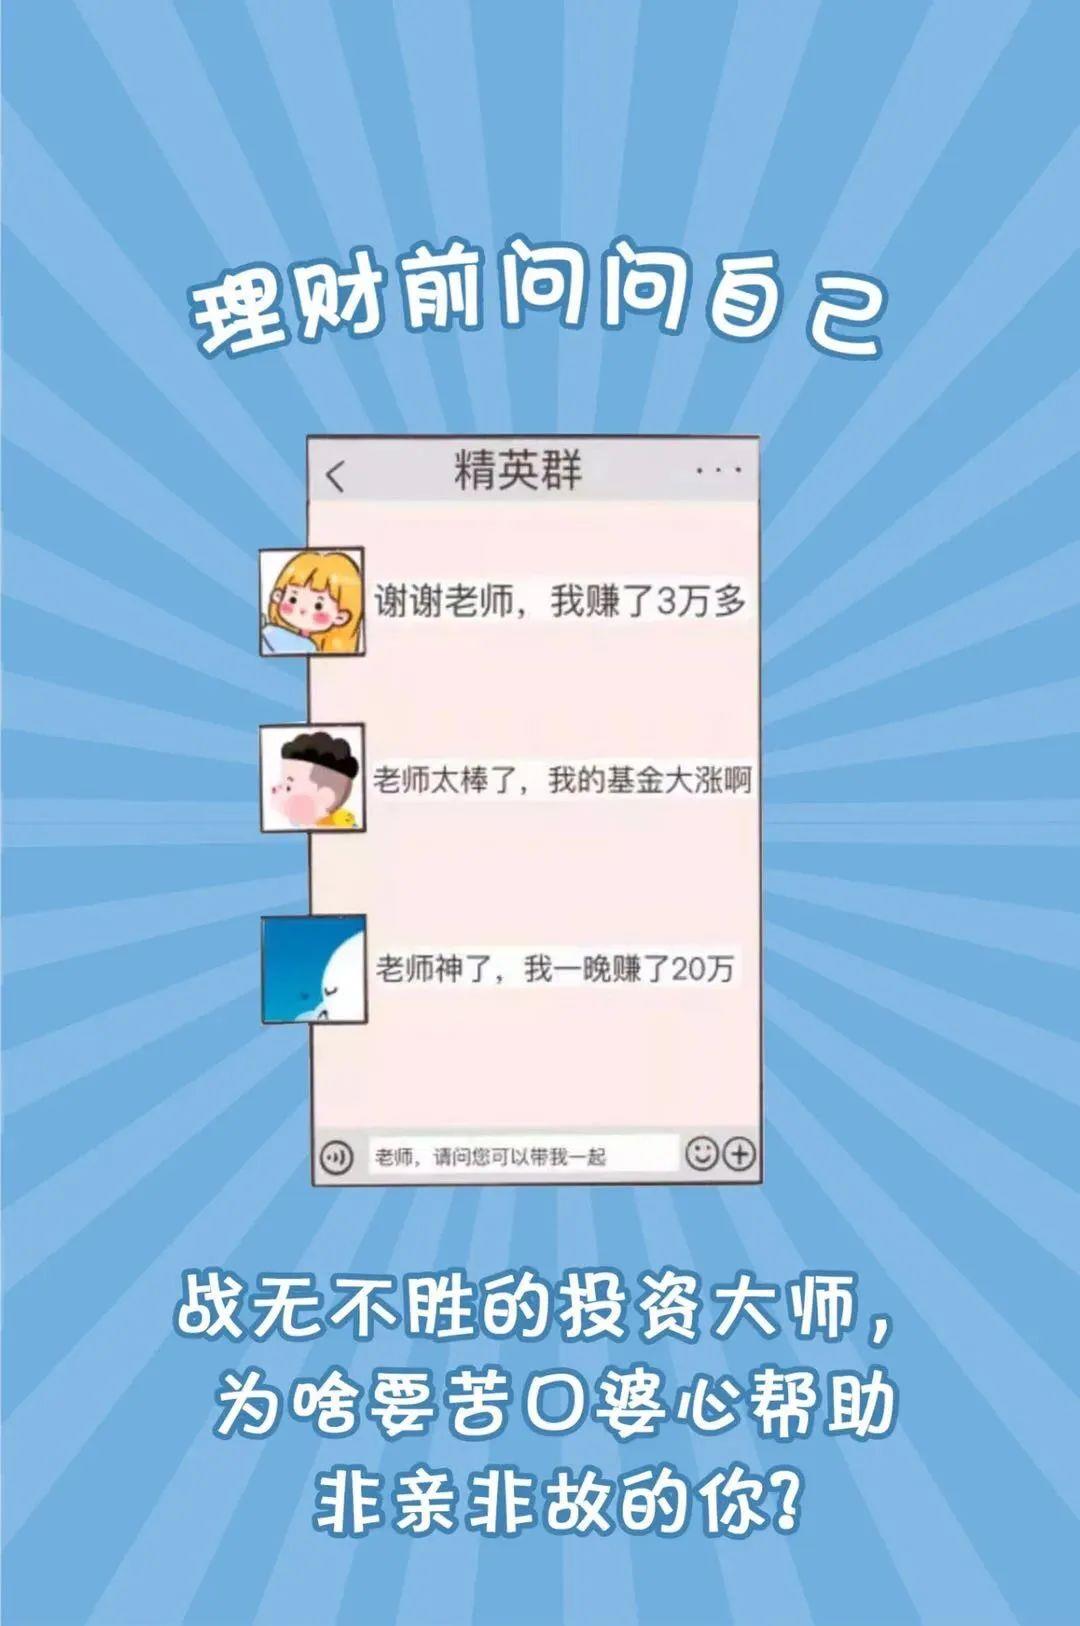 理财前问问自己
精英群
谢谢老师，我赚了3万多
老师太棒了，我的基金大涨啊
老师神了，我一晚赚了20万
老师，请问您可以带我一起
战无不胜的投资大师，
为啥要苦口婆心帮助
非亲非故的你?